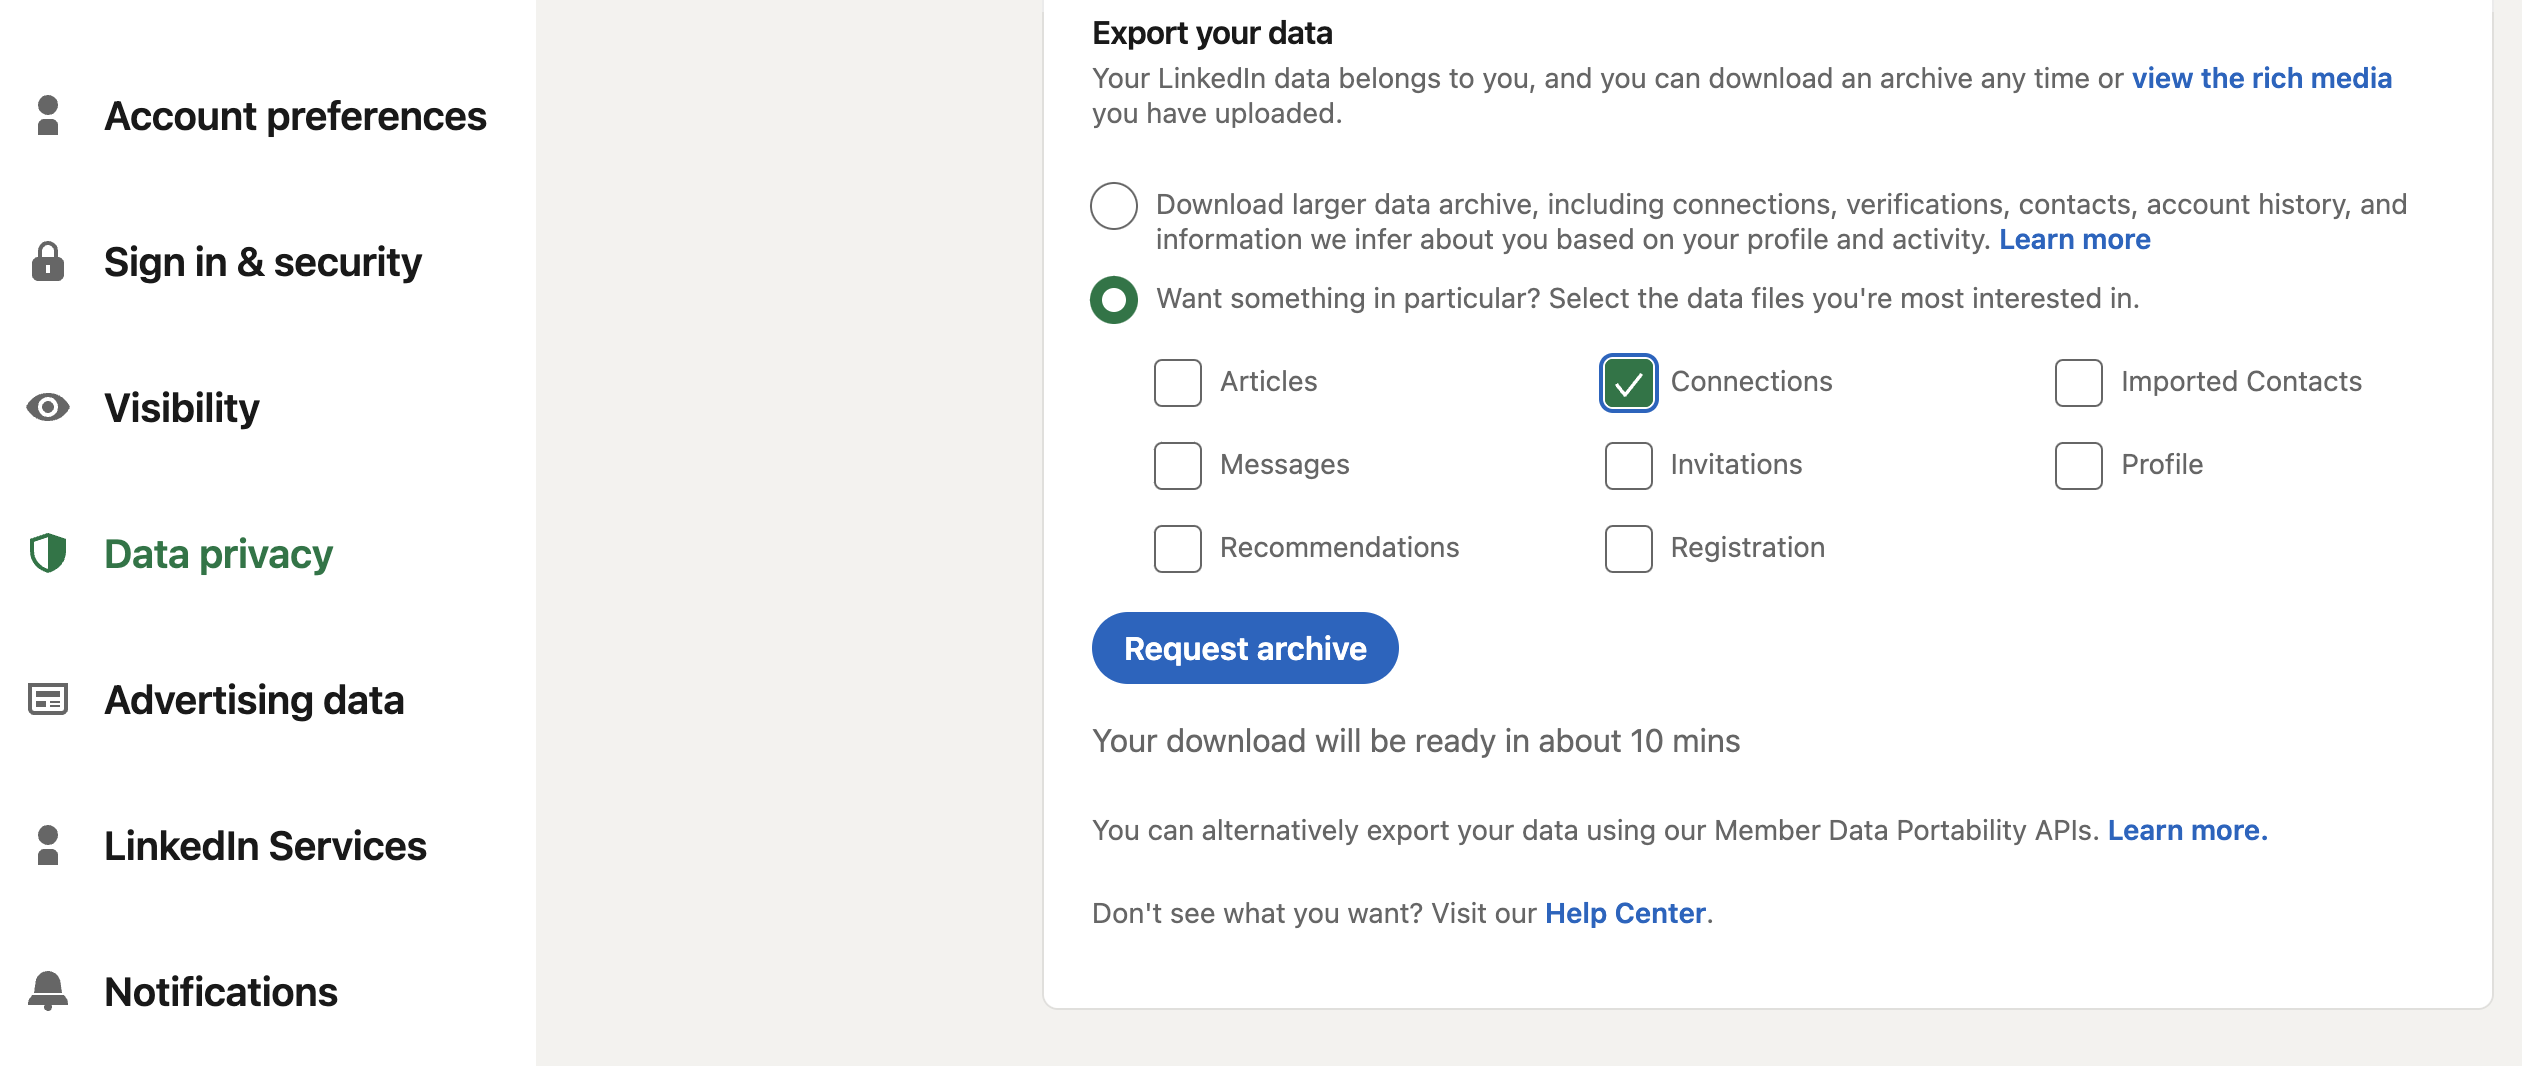 Account preferences
Sign in & security
Visibility
Data privacy
Advertising data
LinkedIn Services
Notifications
Export your data
Your LinkedIn data belongs to you, and you can download an archive any time or view the rich media
you have uploaded.
Download larger data archive, including connections, verifications, contacts, account history, and
information we infer about you based on your profile and activity. Learn more
Want something in particular? Select the data files you're most interested in.
Articles Connections Imported Contacts
Messages Invitations Profile
Recommendations Registration
Request archive
Your download will be ready in about 10 mins
You can alternatively export your data using our Member Data Portability APIs. Learn more.
Don't see what you want? Visit our Help Center.